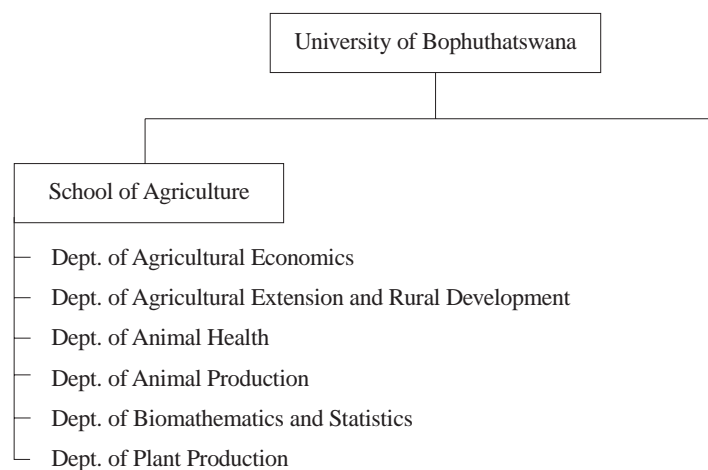 University of Bophuthatswana
School of Agriculture
Dept. of Agricultural Economics
Dept. of Agricultural Extension and Rural Development
Dept. of Animal Health
Dept. of Animal Production
Dept. of Biomathematics and Statistics
Dept. of Plant Production